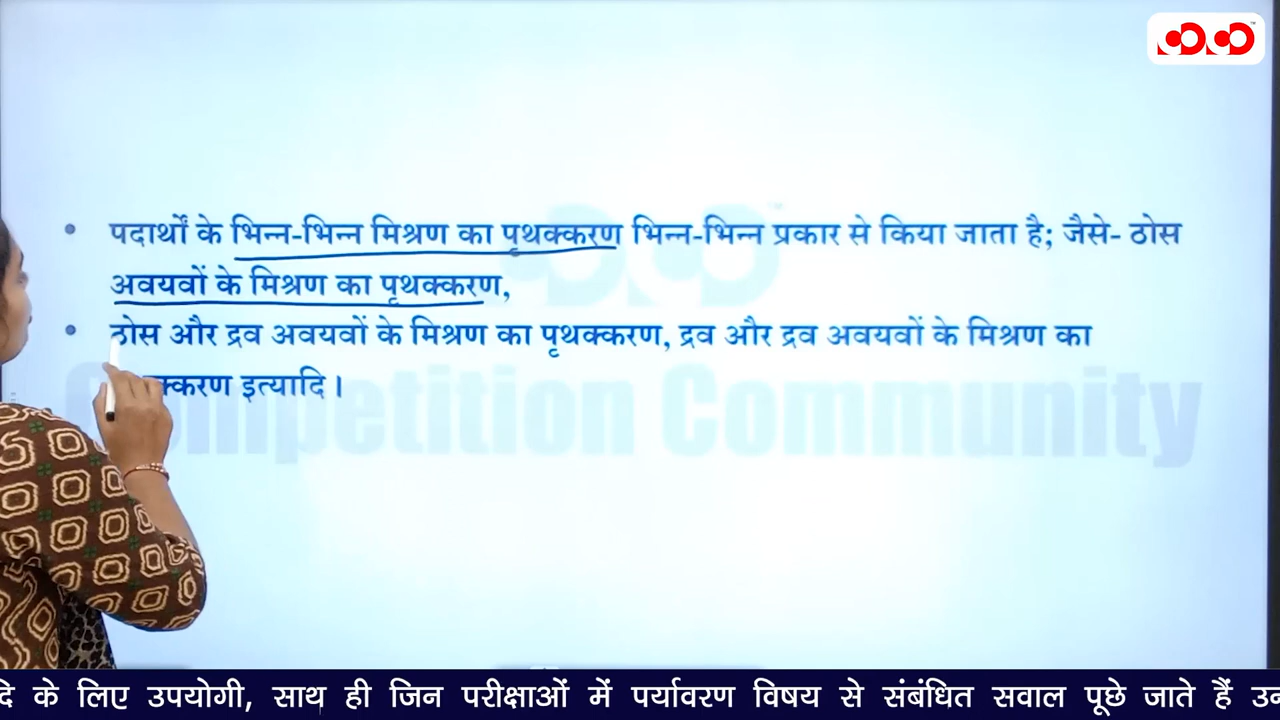 पदार्थों के भिन्न-भिन्न मिश्रण का पृथक्करण भिन्न-भिन्न प्रकार से किया जाता है; जैसे- ठोस
अवयवों के मिश्रण का पृथक्करण,
ठोस और द्रव अवयवों के मिश्रण का पृथक्करण, द्रव और द्रव अवयवों के मिश्रण का
इत्यादि ।
Competition Community
के लिए उपयोगी, साथ ही जिन परीक्षाओं में पर्यावरण विषय से संबंधित सवाल पूछे जाते हैं